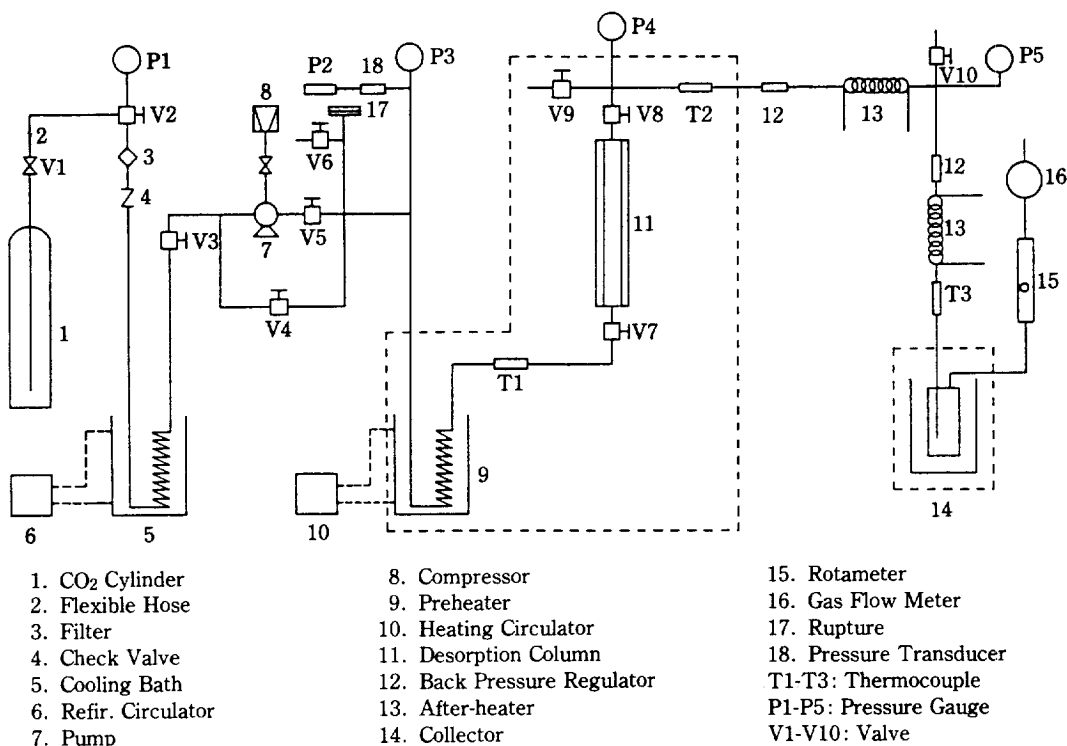 P1
P2
18
P3
P4
P5
8
17
V10
V2
2
3
V1
4
V6
V9
V8
T2
12
13
12
16
V3
7
V5
11
13
15
V4
V7
T3
1
T1
9
14
6
5
10
1. CO2 Cylinder
2. Flexible Hose
3. Filter
4. Check Valve
5. Cooling Bath
6. Refir. Circulator
7. Pump
8. Compressor
9. Preheater
10. Heating Circulator
11. Desorption Column
12. Back Pressure Regulator
13. After-heater
14. Collector
15. Rotameter
16. Gas Flow Meter
17. Rupture
18. Pressure Transducer
T1-T3: Thermocouple
P1-P5: Pressure Gauge
V1-V10: Valve